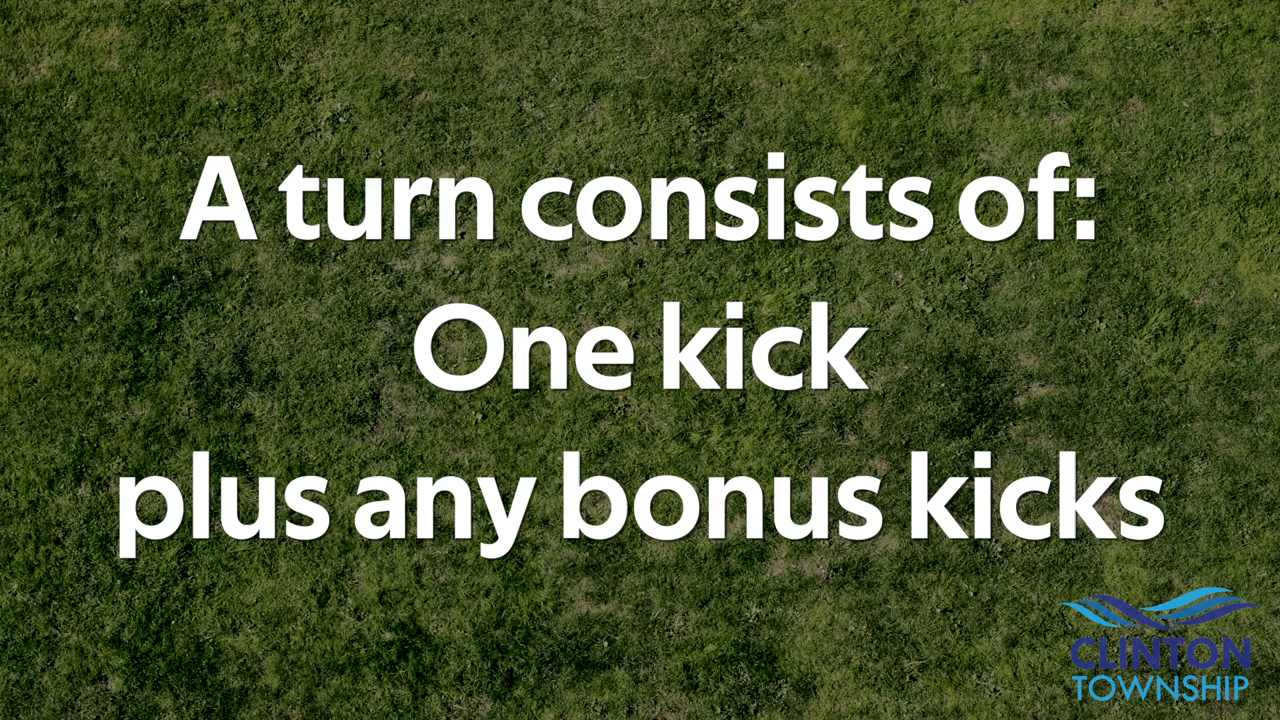 A turn consists of:
One kick
plus any bonus kicks
CLINTON
TOWNSHIP